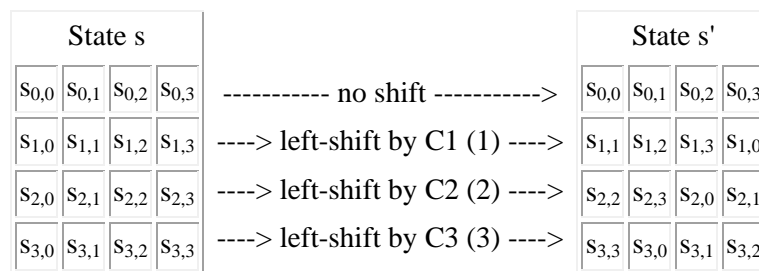 State s State s'
s0,0 s0,1 s0,2 s0,3 ----------- no shift -----------> s0,0 s0,1 s0,2 s0,3
s1,0 s1,1 s1,2 s1,3 ----> left-shift by C1 (1) ----> s1,1 s1,2 s1,3 s1,0
s2,0 s2,1 s2,2 s2,3 ----> left-shift by C2 (2) ----> s2,2 s2,3 s2,0 s2,1
s3,0 s3,1 s3,2 s3,3 ----> left-shift by C3 (3) ----> s3,3 s3,0 s3,1 s3,2